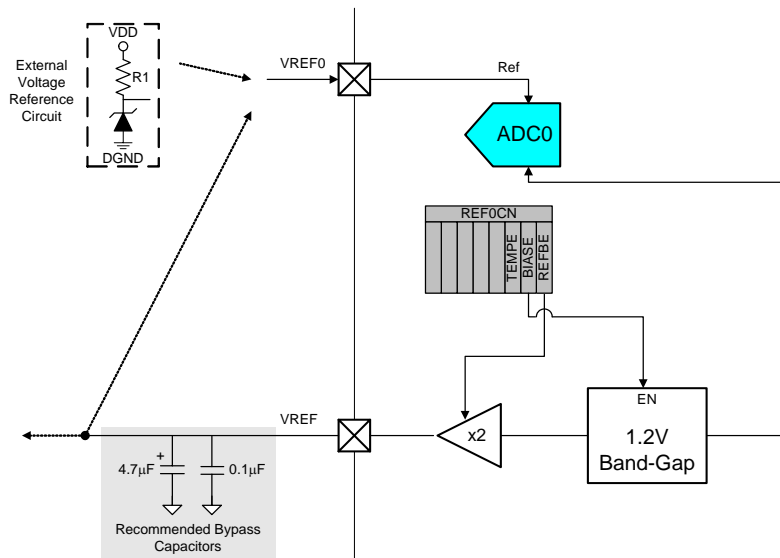 VDD
External
Voltage
Reference
Circuit
R1
DGND
VREF0
Ref
ADC0
REF0CN
TEMPE
BIASE
REFBE
EN
1.2V
Band-Gap
x2
VREF
+
4.7µF
0.1µF
Recommended Bypass
Capacitors